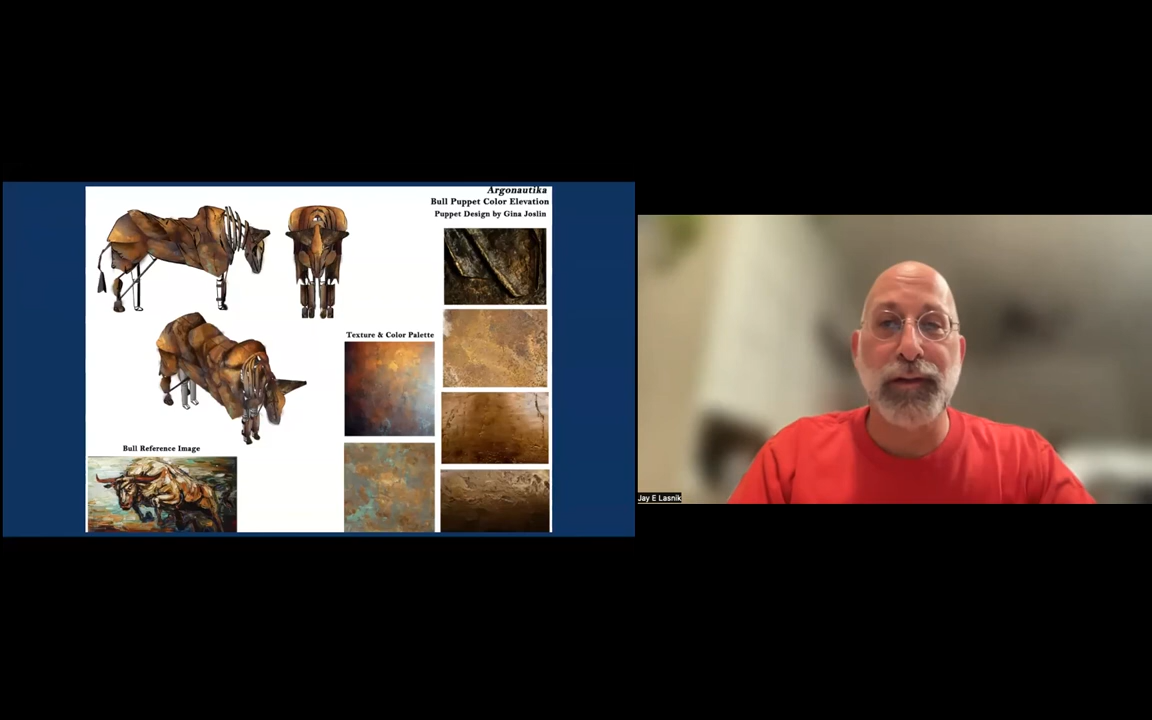 Argonautika
Bull Puppet Color Elevation
Puppet Design by Gina Joslin
Texture & Color Palette
Bull Reference Image
Jay E Lasnik